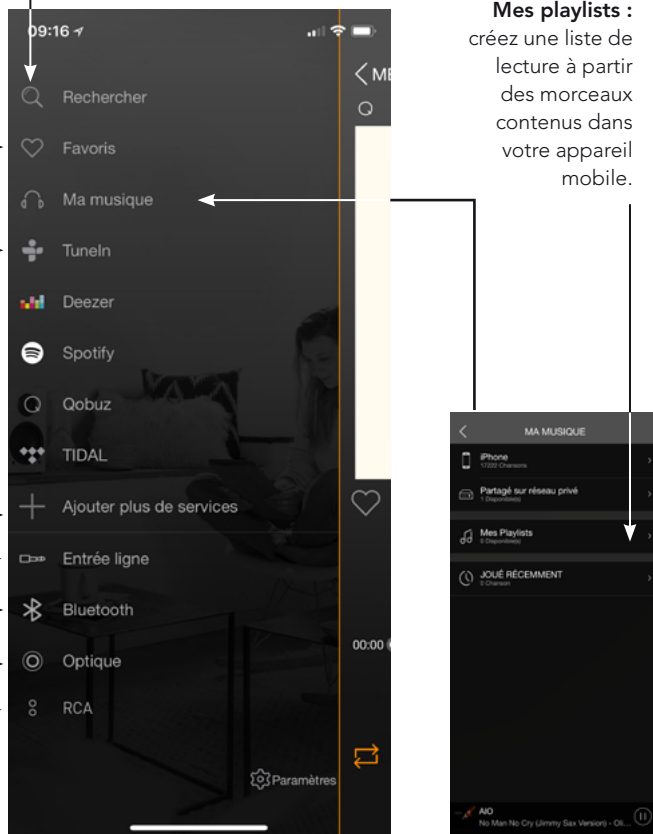 Mes playlists :
créez une liste de
lecture à partir
des morceaux
contenus dans
votre appareil
mobile.
09:16
Rechercher
Favoris
Ma musique
TuneIn
Deezer
Spotify
Qobuz
TIDAL
Ajouter plus de services
Entrée ligne
Bluetooth
Optique
RCA
Paramètres
00:00
MA MUSIQUE
iPhone
17222 Chansons
Partagé sur réseau privé
1 Disponible(s)
Mes Playlists
0 Disponible(s)
JOUÉ RÉCEMMENT
0 Chanson
AIO
No Man No Cry (Jimmy Sax Version) - Oli...